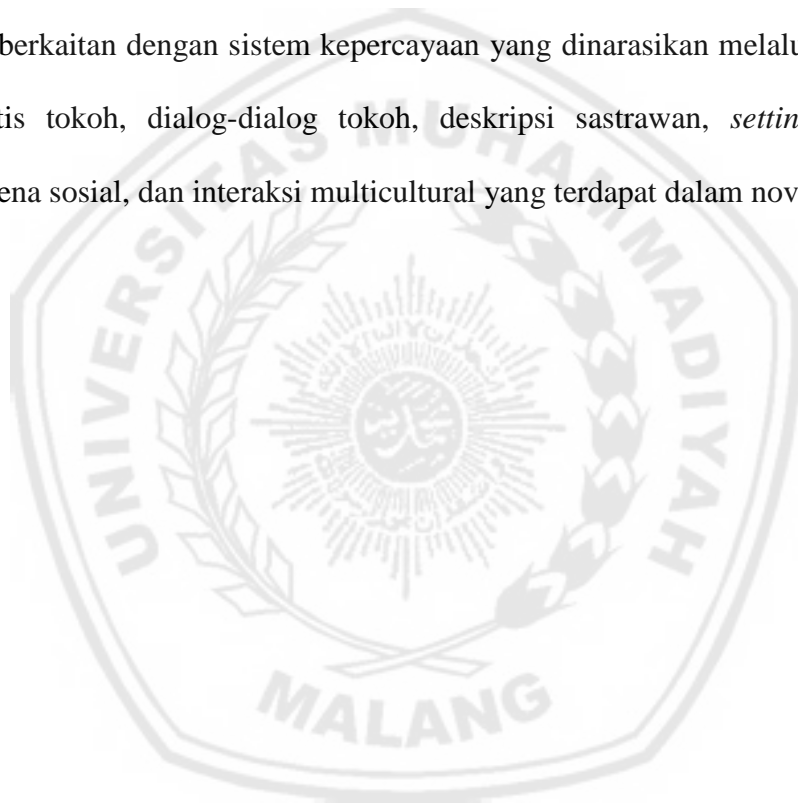 berkaitan dengan sistem kepercayaan yang dinarasikan melalu
tis tokoh, dialog-dialog tokoh, deskripsi sastrawan, settin
ena sosial, dan interaksi multicultural yang terdapat dalam nov
UNIVERSITAS MUHAMMADIYAH
MALANG